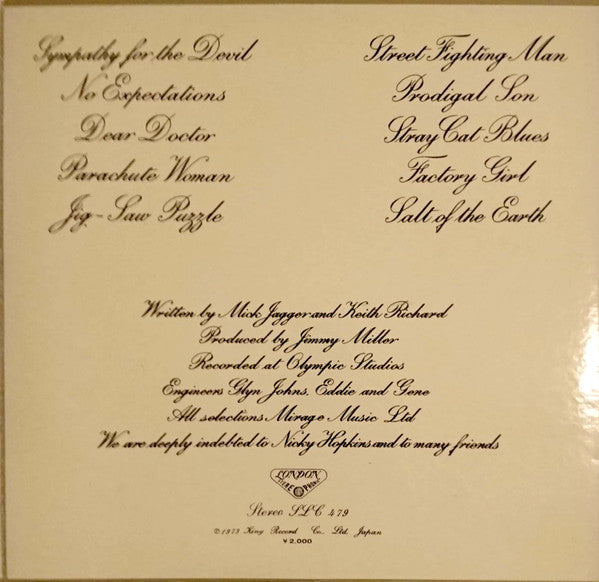 Sympathy for the Devil
No Expectations
Dear Doctor
Parachute Woman
Jig-Saw Puzzle
Street Fighting Man
Prodigal Son
Stray Cat Blues
Factory Girl
Salt of the Earth
Written by Mick Jagger and Keith Richard
Produced by Jimmy Miller
Recorded at Olympic Studios
Engineers Glyn Johns, Eddie and Gene
All selections Mirage Music Ltd
We are deeply indebted to Nicky Hopkins and to many friends
LONDON
STEREOPHONIC
Stereo SLC 479
© 1973 King Record Co. Ltd. Japan
¥2,000